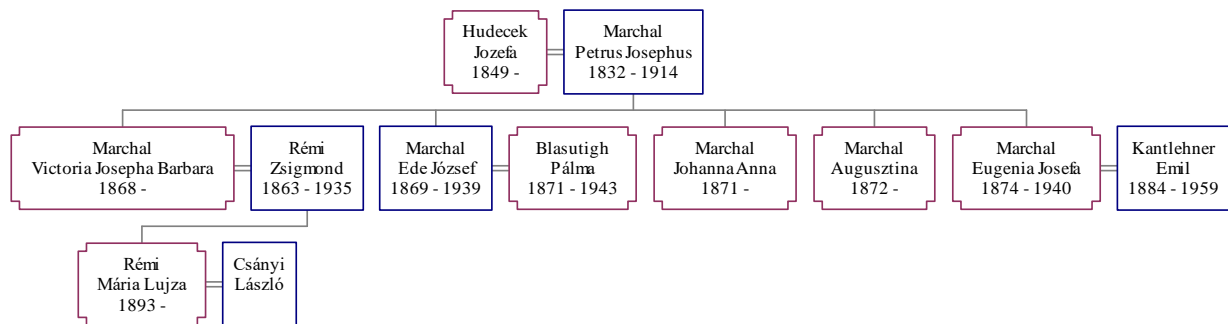 Hudecek
Jozefa
1849 -
Marchal
Petrus Josephus
1832 - 1914
Marchal
Victoria Josepha Barbara
1868 -
Rémi
Zsigmond
1863 - 1935
Marchal
Ede József
1869 - 1939
Blasutigh
Pálma
1871 - 1943
Marchal
Johanna Anna
1871 -
Marchal
Augusztina
1872 -
Marchal
Eugenia Josefa
1874 - 1940
Kantlehner
Emil
1884 - 1959
Rémi
Mária Lujza
1893 -
Csányi
László